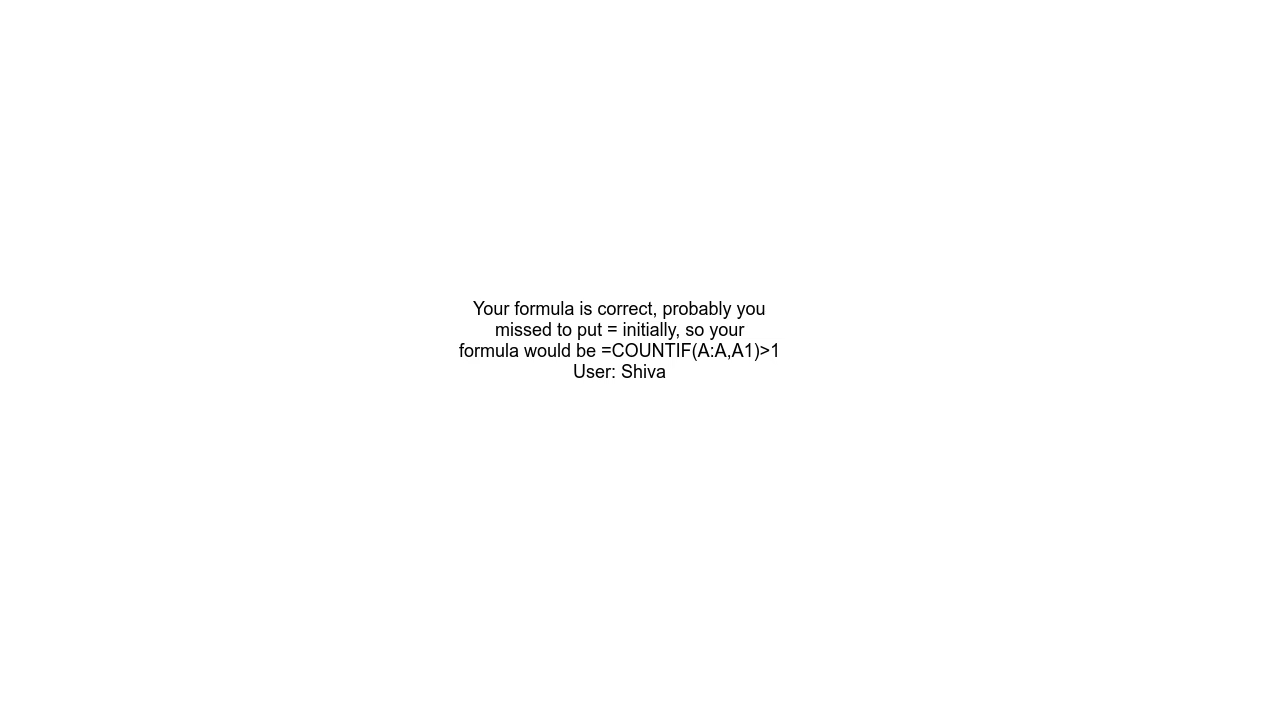 Your formula is correct, probably you
missed to put = initially, so your
formula would be =COUNTIF(A:A,A1)>1
User: Shiva